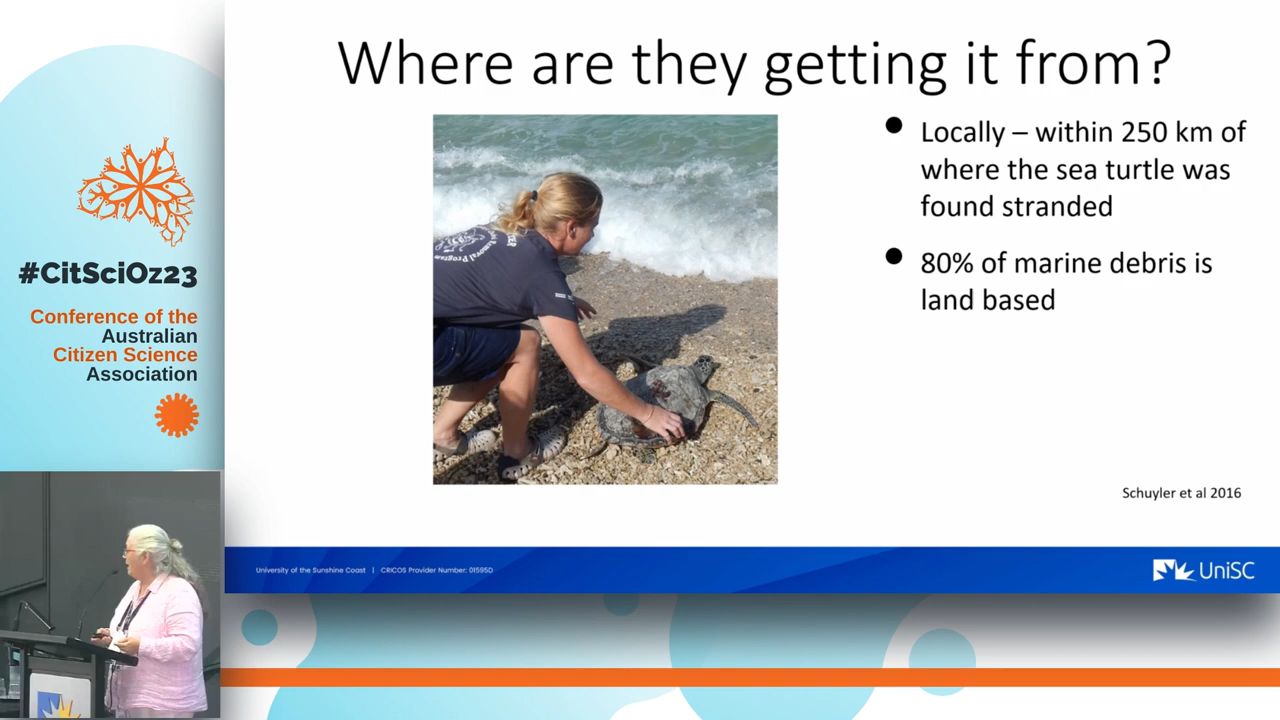 Where are they getting it from?
Locally – within 250 km of
where the sea turtle was
found stranded
80% of marine debris is
land based
Schuyler et al 2016
#CitSciOz23
Conference of the
Australian
Citizen Science
Association
University of the Sunshine Coast | CRICOS Provider Number: 01595D
UniSC
Removal Program